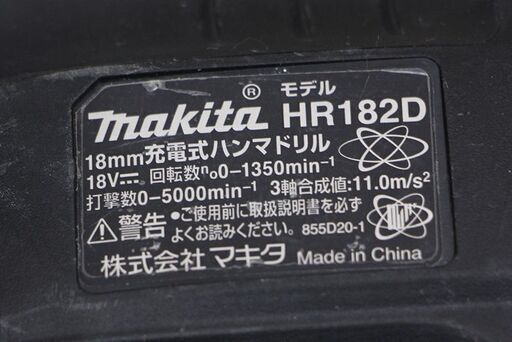 makita® モデル HR182D
18mm充電式ハンマドリル
18V⎓ 回転数n₀0-1350min⁻¹
打撃数0-5000min⁻¹ 3軸合成値:11.0m/s²
⚠警告 •ご使用前に取扱説明書を必ず
よくお読みください。 855D20-1
株式会社 マキタ Made in China